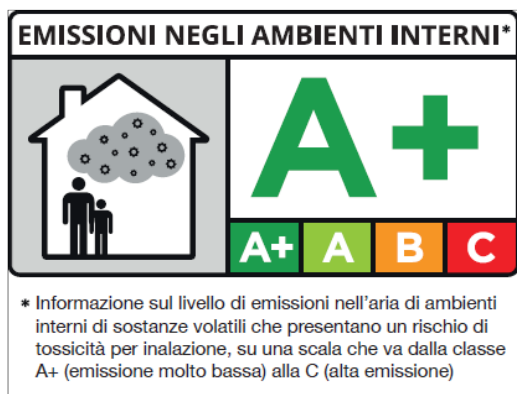 EMISSIONI NEGLI AMBIENTI INTERNI*
A+
A+ A B C
* Informazione sul livello di emissioni nell'aria di ambienti
interni di sostanze volatili che presentano un rischio di
tossicità per inalazione, su una scala che va dalla classe
A+ (emissione molto bassa) alla C (alta emissione)